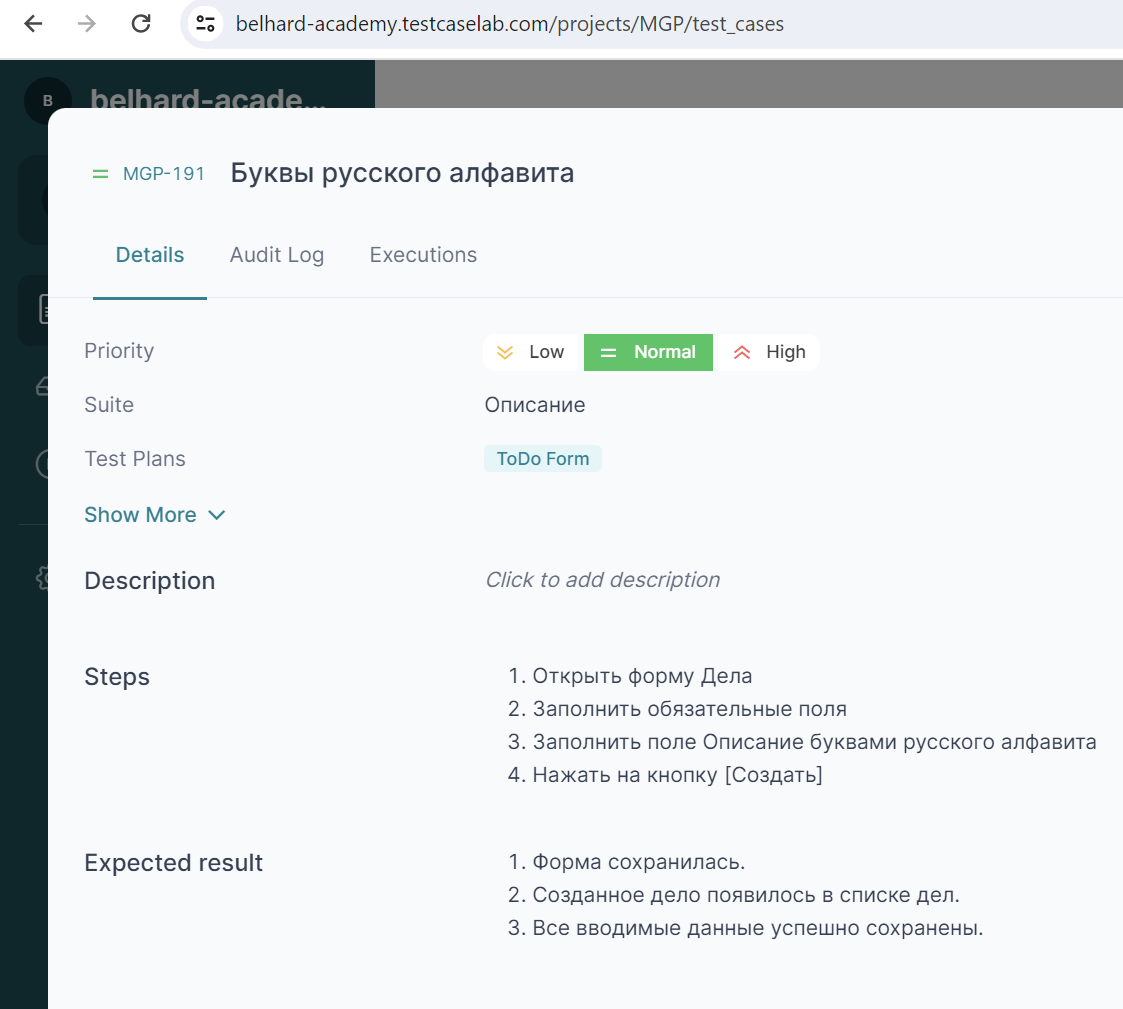 belhard-academy.testcaselab.com/projects/MGP/test_cases
B belhard-acade...
MGP-191 Буквы русского алфавита
Details Audit Log Executions
Priority Low Normal High
Suite Описание
Test Plans ToDo Form
Show More
Description Click to add description
Steps 1. Открыть форму Дела
2. Заполнить обязательные поля
3. Заполнить поле Описание буквами русского алфавита
4. Нажать на кнопку [Создать]
Expected result 1. Форма сохранилась.
2. Созданное дело появилось в списке дел.
3. Все вводимые данные успешно сохранены.